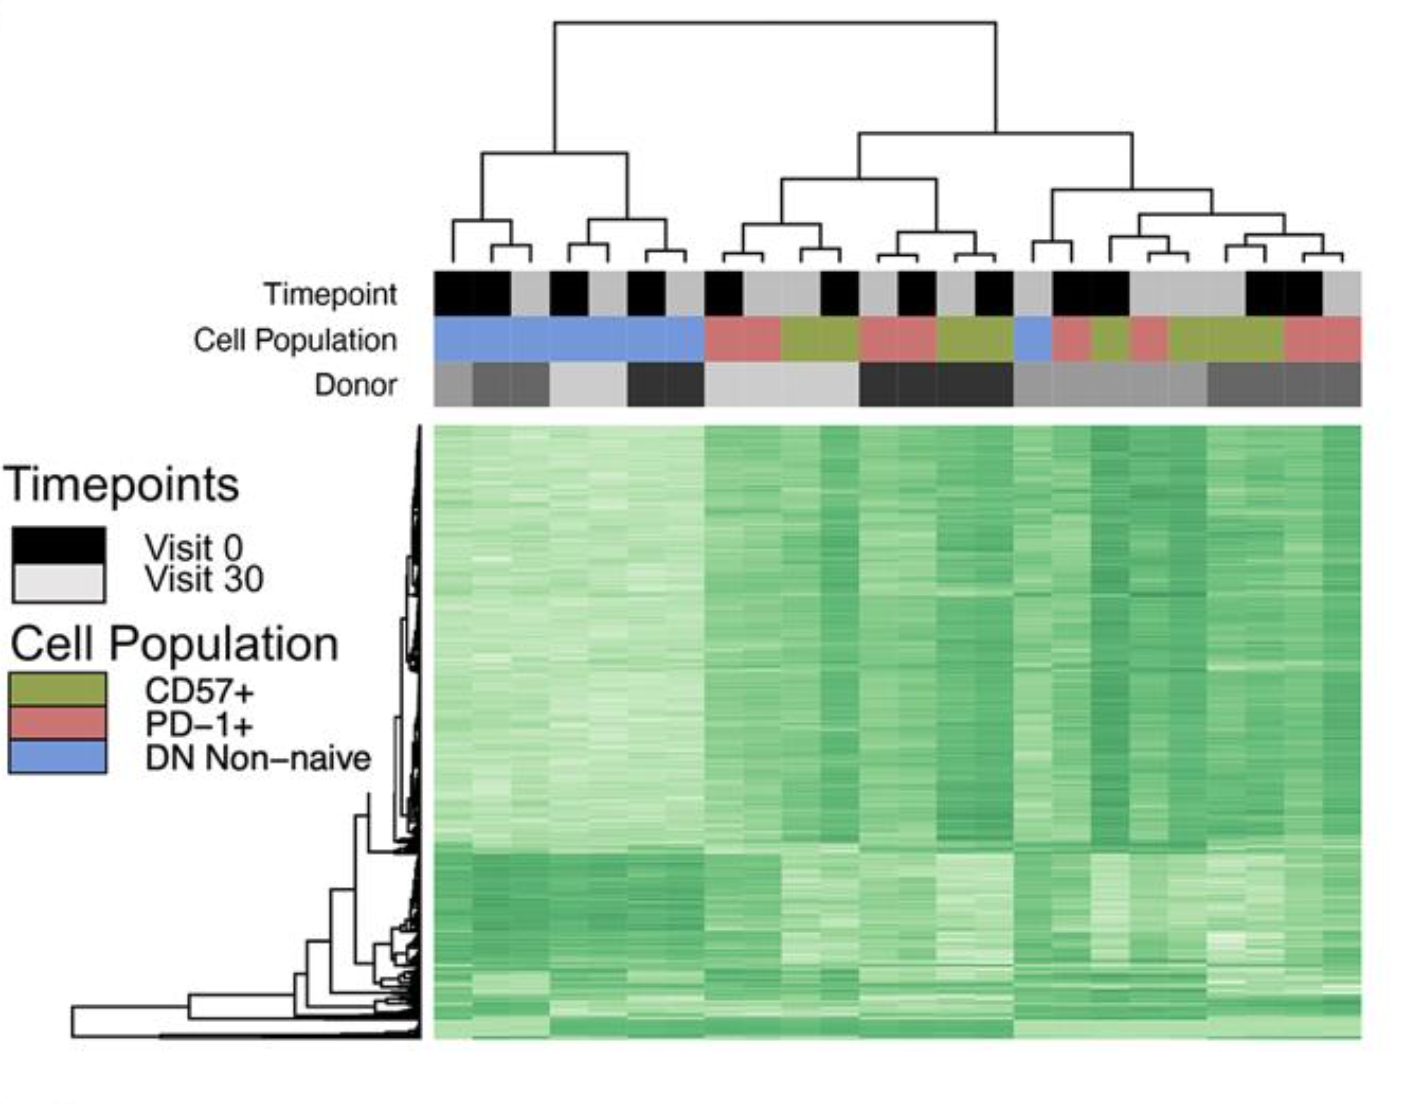 Timepoint
Cell Population
Donor
Timepoints
Visit 0
Visit 30
Cell Population
CD57+
PD−1+
DN Non−naive